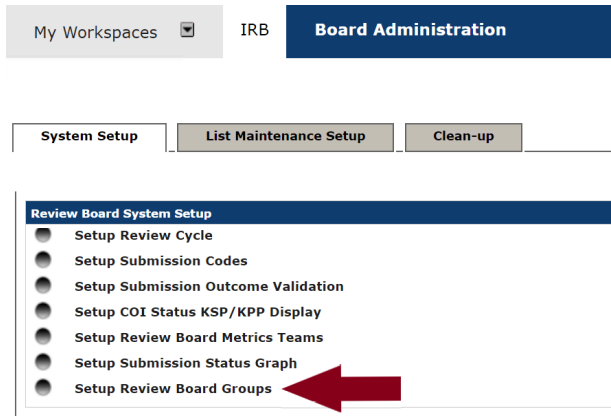 My Workspaces IRB Board Administration
System Setup List Maintenance Setup Clean-up
Review Board System Setup
Setup Review Cycle
Setup Submission Codes
Setup Submission Outcome Validation
Setup COI Status KSP/KPP Display
Setup Review Board Metrics Teams
Setup Submission Status Graph
Setup Review Board Groups